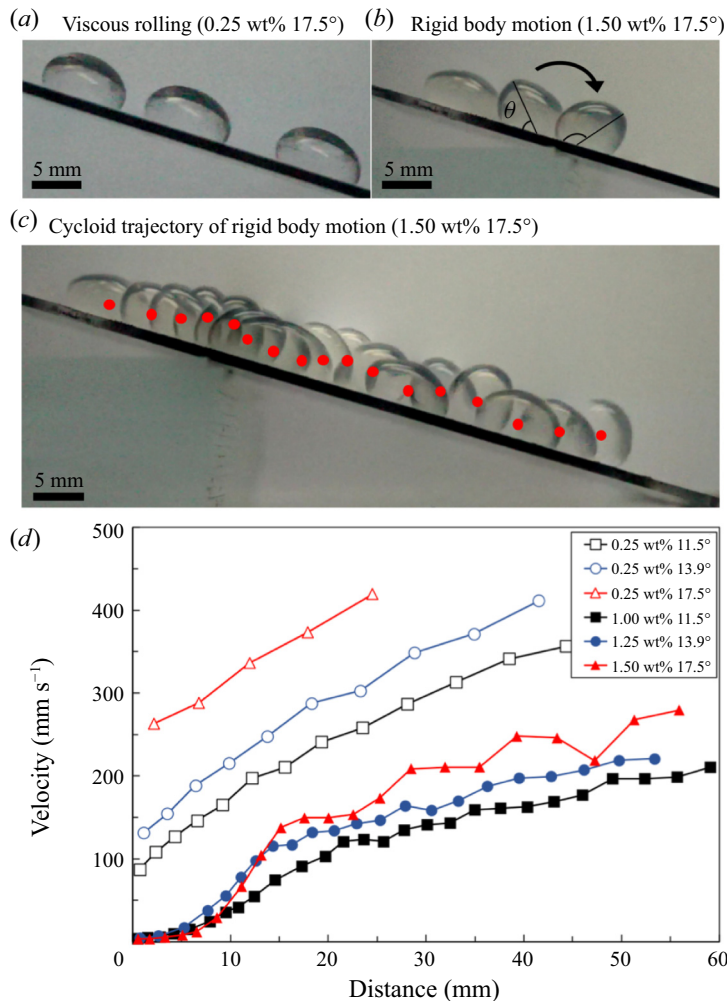 (a) Viscous rolling (0.25 wt% 17.5°)
(b) Rigid body motion (1.50 wt% 17.5°)
θ
5 mm
5 mm
(c) Cycloid trajectory of rigid body motion (1.50 wt% 17.5°)
5 mm
(d)
500
400
300
200
100
0
10
20
30
40
50
60
Velocity (mm s⁻¹)
Distance (mm)
0.25 wt% 11.5°
0.25 wt% 13.9°
0.25 wt% 17.5°
1.00 wt% 11.5°
1.25 wt% 13.9°
1.50 wt% 17.5°